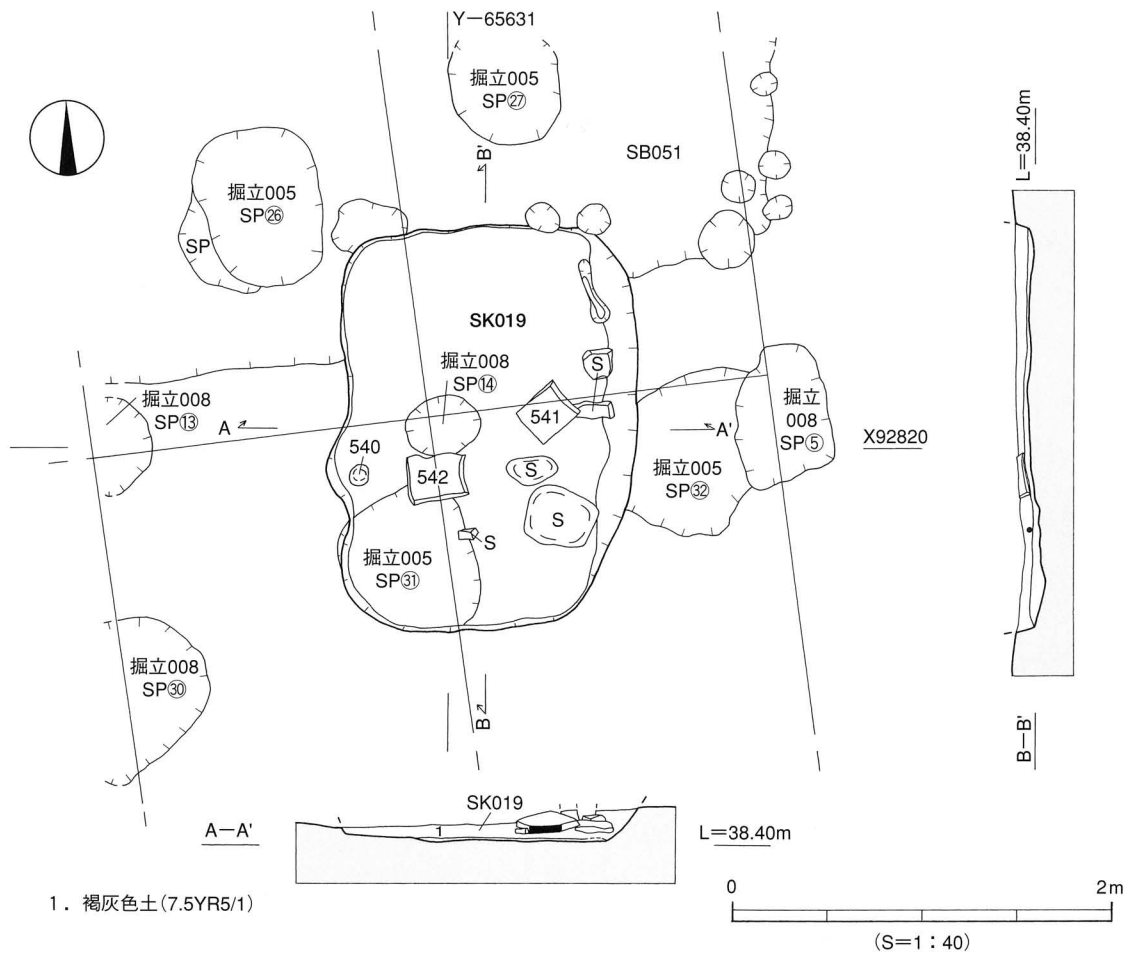 Y−65631
掘立005
SP㉗
B'
SB051
L=38.40m
掘立005
SP㉖
SP
SK019
掘立008
SP⑭
S
掘立008
SP⑬
A
541
A'
掘立
008
SP⑤
X92820
540
542
S
掘立005
SP㉜
S
S
掘立005
SP㉛
掘立008
SP㉚
B
B−B'
SK019
A−A'
1
L=38.40m
1．褐灰色土(7.5YR5/1)
0
2m
(S=1：40)